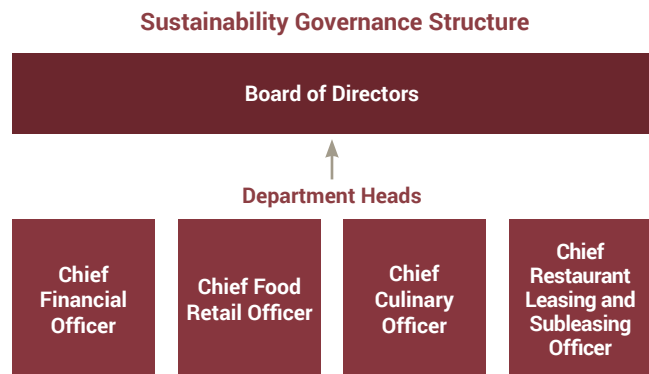 Sustainability Governance Structure
Board of Directors
Department Heads
Chief
Financial
Officer
Chief Food
Retail Officer
Chief
Culinary
Officer
Chief
Restaurant
Leasing and
Subleasing
Officer